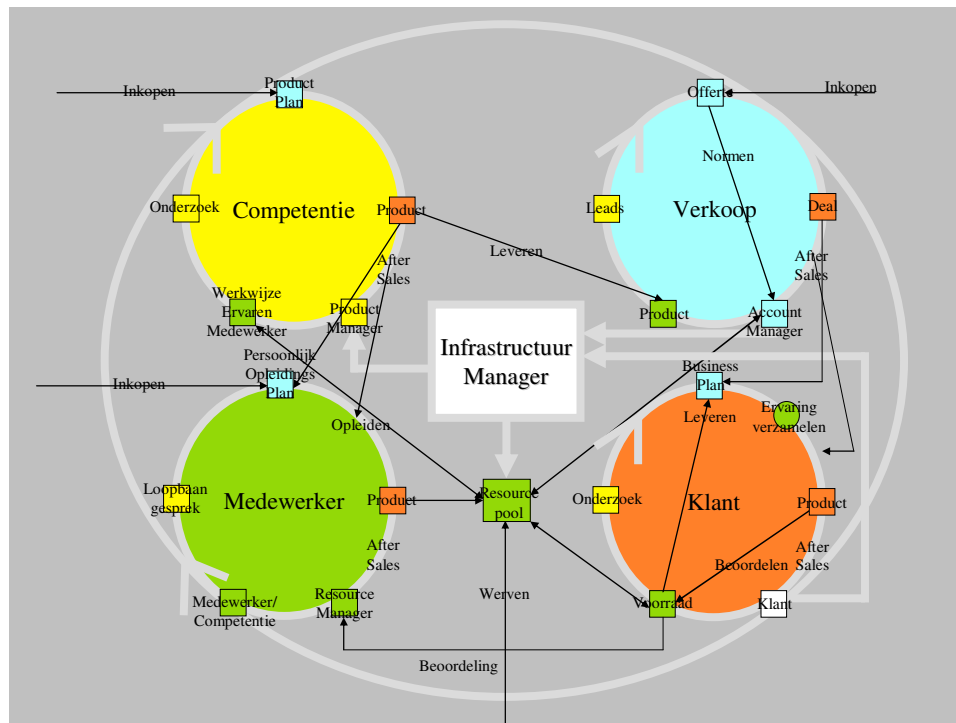 Inkopen
Product
Plan
Offerte
Inkopen
Normen
Onderzoek
Competentie
Product
Leads
Verkoop
Deal
Leveren
After
Sales
After
Sales
Werkwijze
Ervaren
Medewerker
Product
Manager
Product
Account
Manager
Infrastructuur
Manager
Persoonlijk
Opleidings
Plan
Inkopen
Business
Plan
Leveren
Ervaring
verzamelen
Opleiden
Loopbaan
gesprek
Medewerker
Product
Resource
pool
Onderzoek
Klant
Product
After
Sales
After
Sales
Beoordelen
Medewerker/
Competentie
Resource
Manager
Werven
Voorraad
Klant
Beoordeling